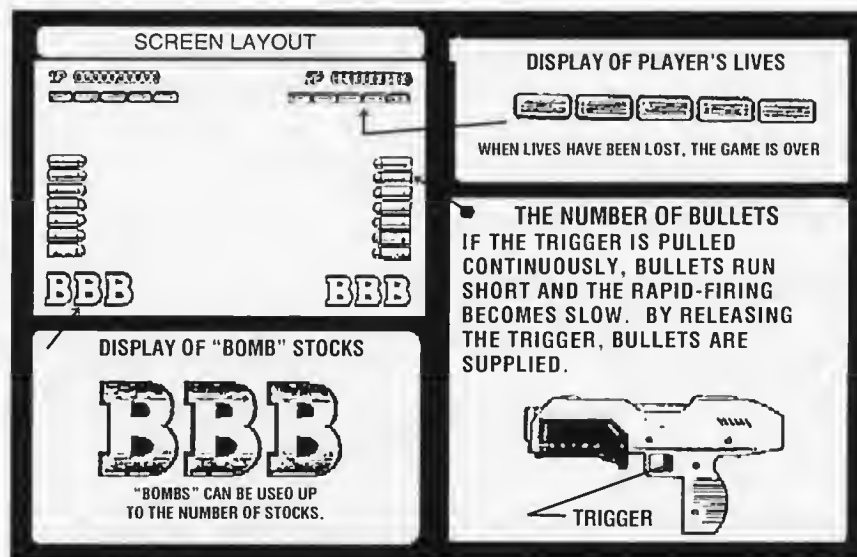 SCREEN LAYOUT
1P
2P
BBB
BBB
DISPLAY OF PLAYER'S LIVES
WHEN LIVES HAVE BEEN LOST, THE GAME IS OVER
THE NUMBER OF BULLETS
IF THE TRIGGER IS PULLED
CONTINUOUSLY, BULLETS RUN
SHORT AND THE RAPID-FIRING
BECOMES SLOW. BY RELEASING
THE TRIGGER, BULLETS ARE
SUPPLIED.
TRIGGER
DISPLAY OF "BOMB" STOCKS
BBB
"BOMBS" CAN BE USEO UP
TO THE NUMBER OF STOCKS.